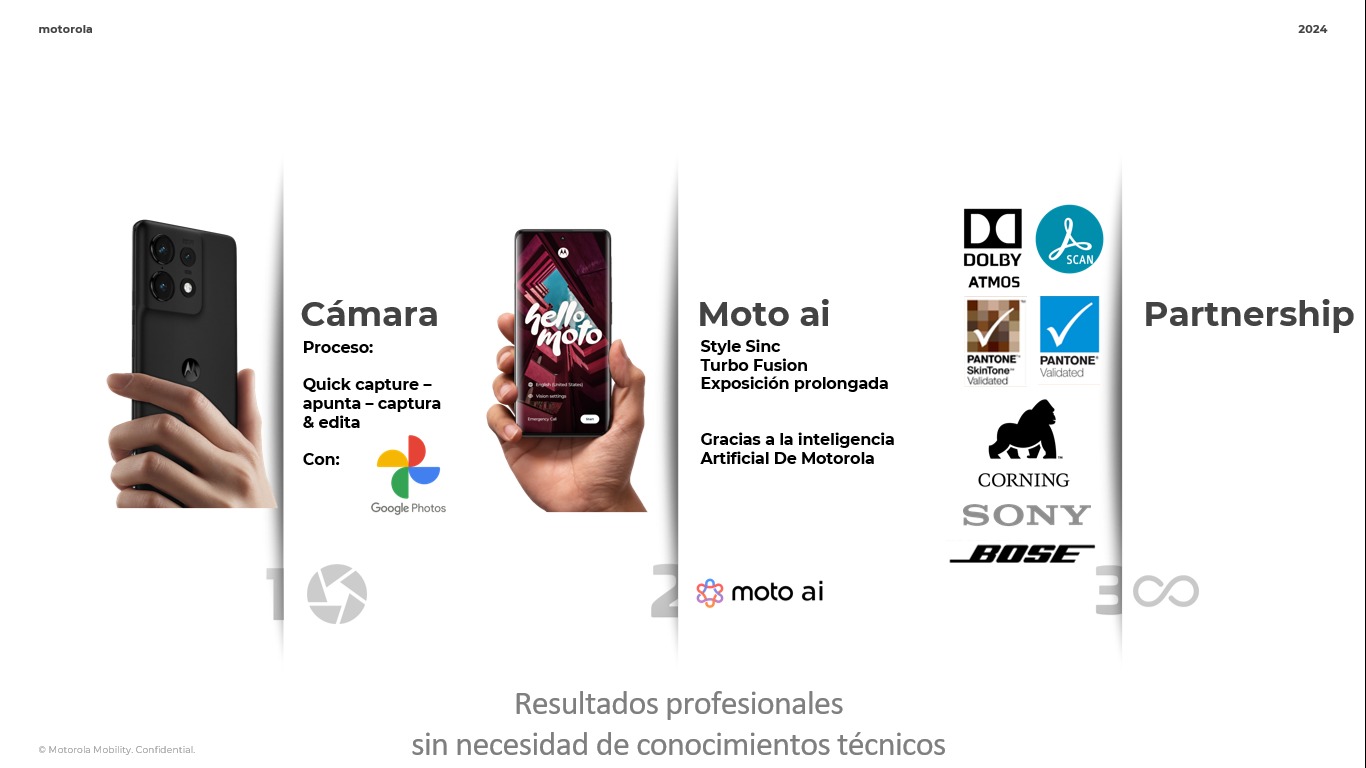 motorola
2024
Cámara
Proceso:
Quick capture –
apunta – captura
& edita
Con:
Google Photos
1
hello
moto
English (United States)
Vision settings
Emergency Call
Start
2
Moto ai
Style Sinc
Turbo Fusion
Exposición prolongada
Gracias a la inteligencia
Artificial De Motorola
moto ai
DOLBY
ATMOS
SCAN
PANTONE™
SkinTone™
Validated
PANTONE®
Validated
CORNING
SONY
BOSE
3
Partnership
Resultados profesionales
sin necesidad de conocimientos técnicos
© Motorola Mobility. Confidential.